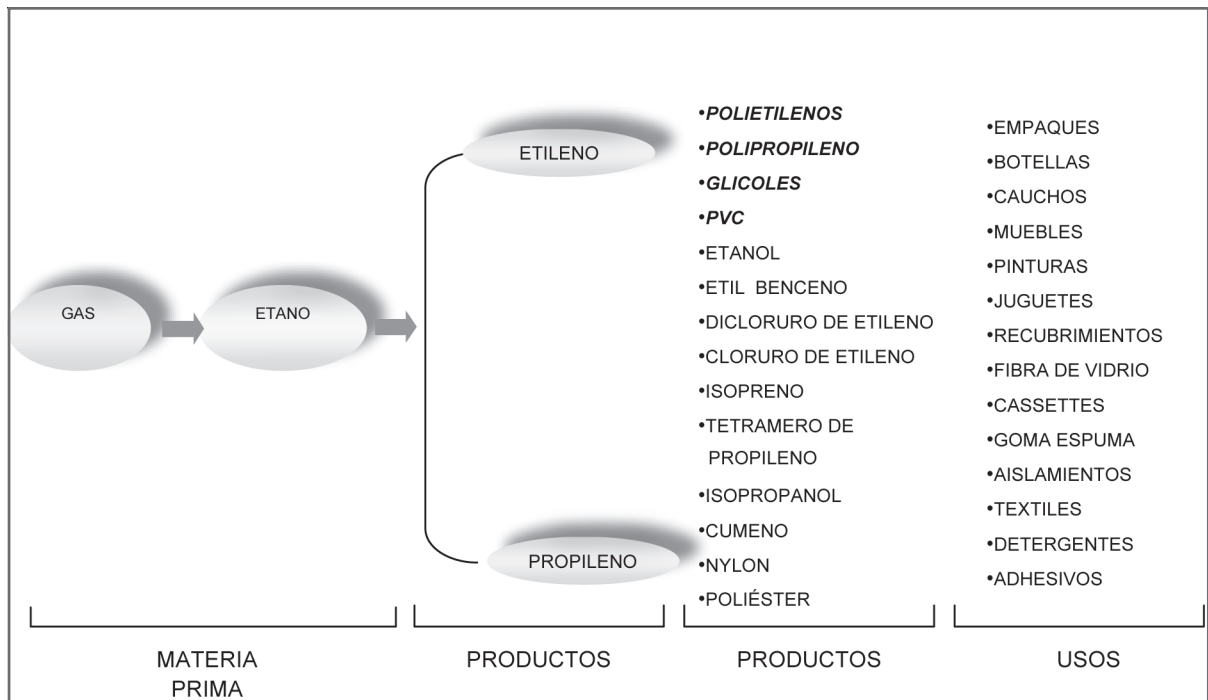 GAS
ETANO
ETILENO
PROPILENO
•POLIETILENOS
•POLIPROPILENO
•GLICOLES
•PVC
•ETANOL
•ETIL BENCENO
•DICLORURO DE ETILENO
•CLORURO DE ETILENO
•ISOPRENO
•TETRAMERO DE
PROPILENO
•ISOPROPANOL
•CUMENO
•NYLON
•POLIÉSTER
•EMPAQUES
•BOTELLAS
•CAUCHOS
•MUEBLES
•PINTURAS
•JUGUETES
•RECUBRIMIENTOS
•FIBRA DE VIDRIO
•CASSETTES
•GOMA ESPUMA
•AISLAMIENTOS
•TEXTILES
•DETERGENTES
•ADHESIVOS
MATERIA
PRIMA
PRODUCTOS
PRODUCTOS
USOS